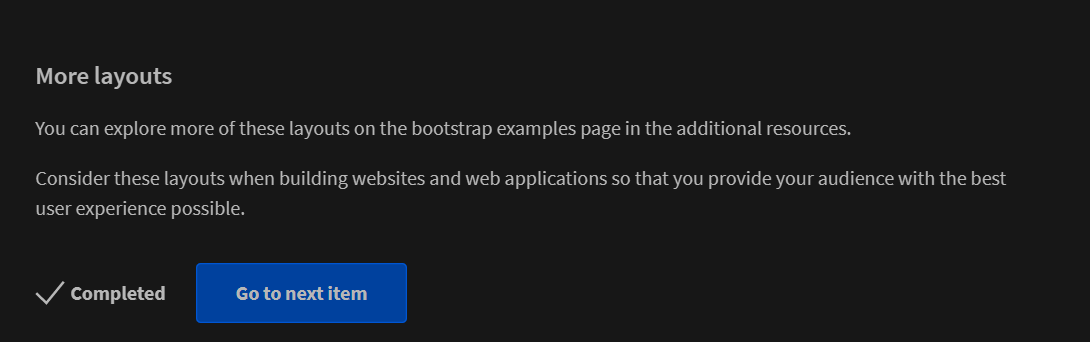 More layouts
You can explore more of these layouts on the bootstrap examples page in the additional resources.
Consider these layouts when building websites and web applications so that you provide your audience with the best
user experience possible.
Completed
Go to next item